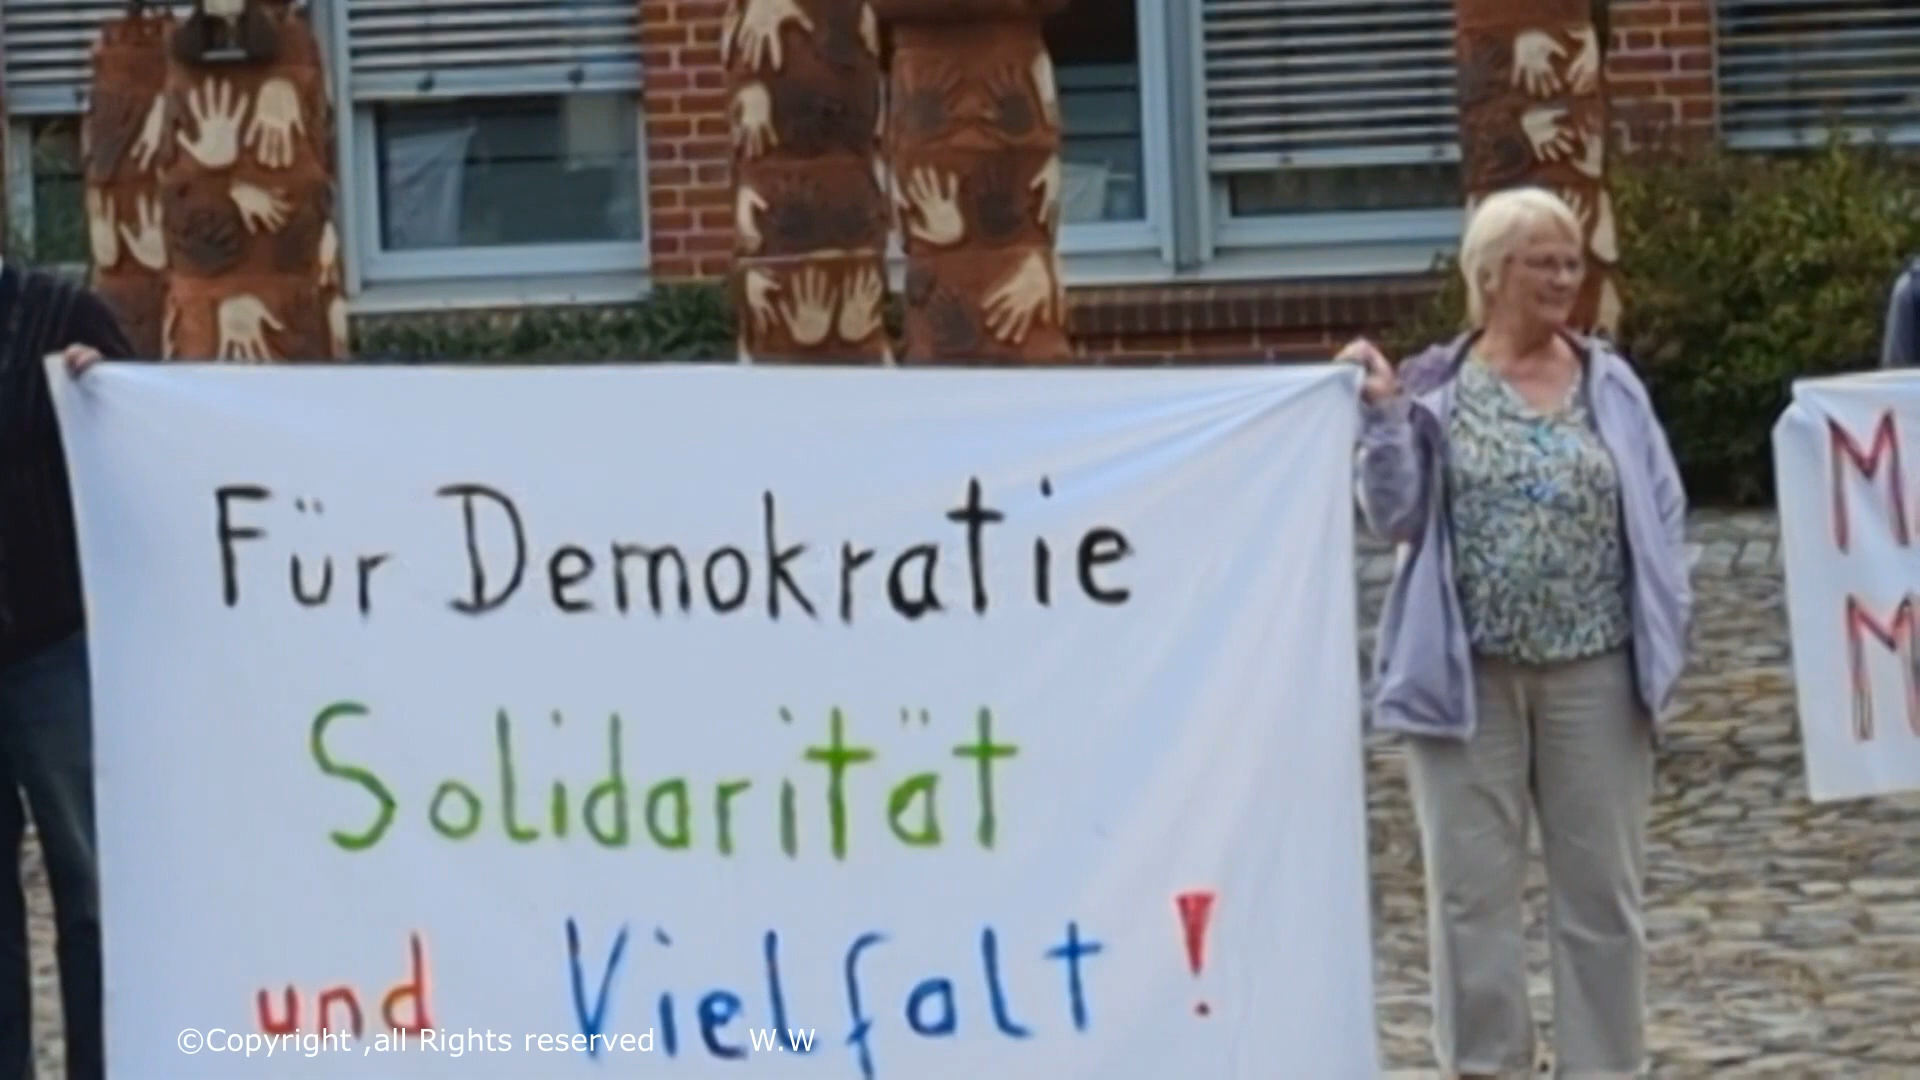 Für Demokratie
Solidarität
und Vielfalt !
M
M
©Copyright ,all Rights reserved W.W